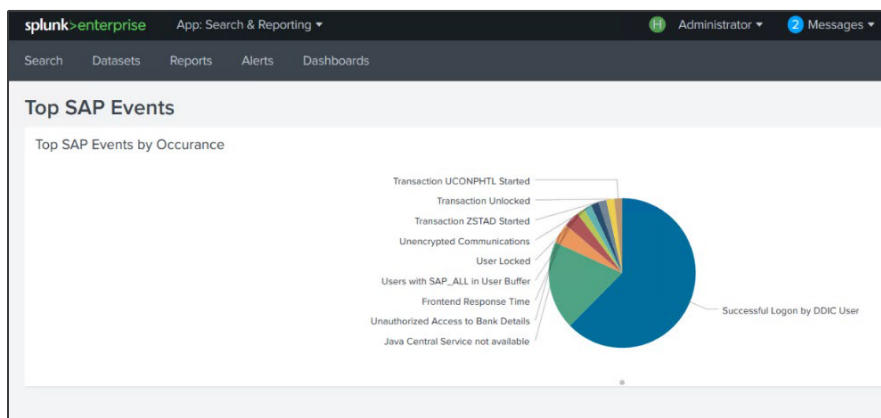 splunk>enterprise App: Search & Reporting ▾ H Administrator ▾ 2 Messages ▾
Search Datasets Reports Alerts Dashboards
Top SAP Events
Top SAP Events by Occurance
Transaction UCONPHTL Started
Transaction Unlocked
Transaction ZSTAD Started
Unencrypted Communications
User Locked
Users with SAP_ALL in User Buffer
Frontend Response Time
Unauthorized Access to Bank Details
Java Central Service not available
Successful Logon by DDIC User